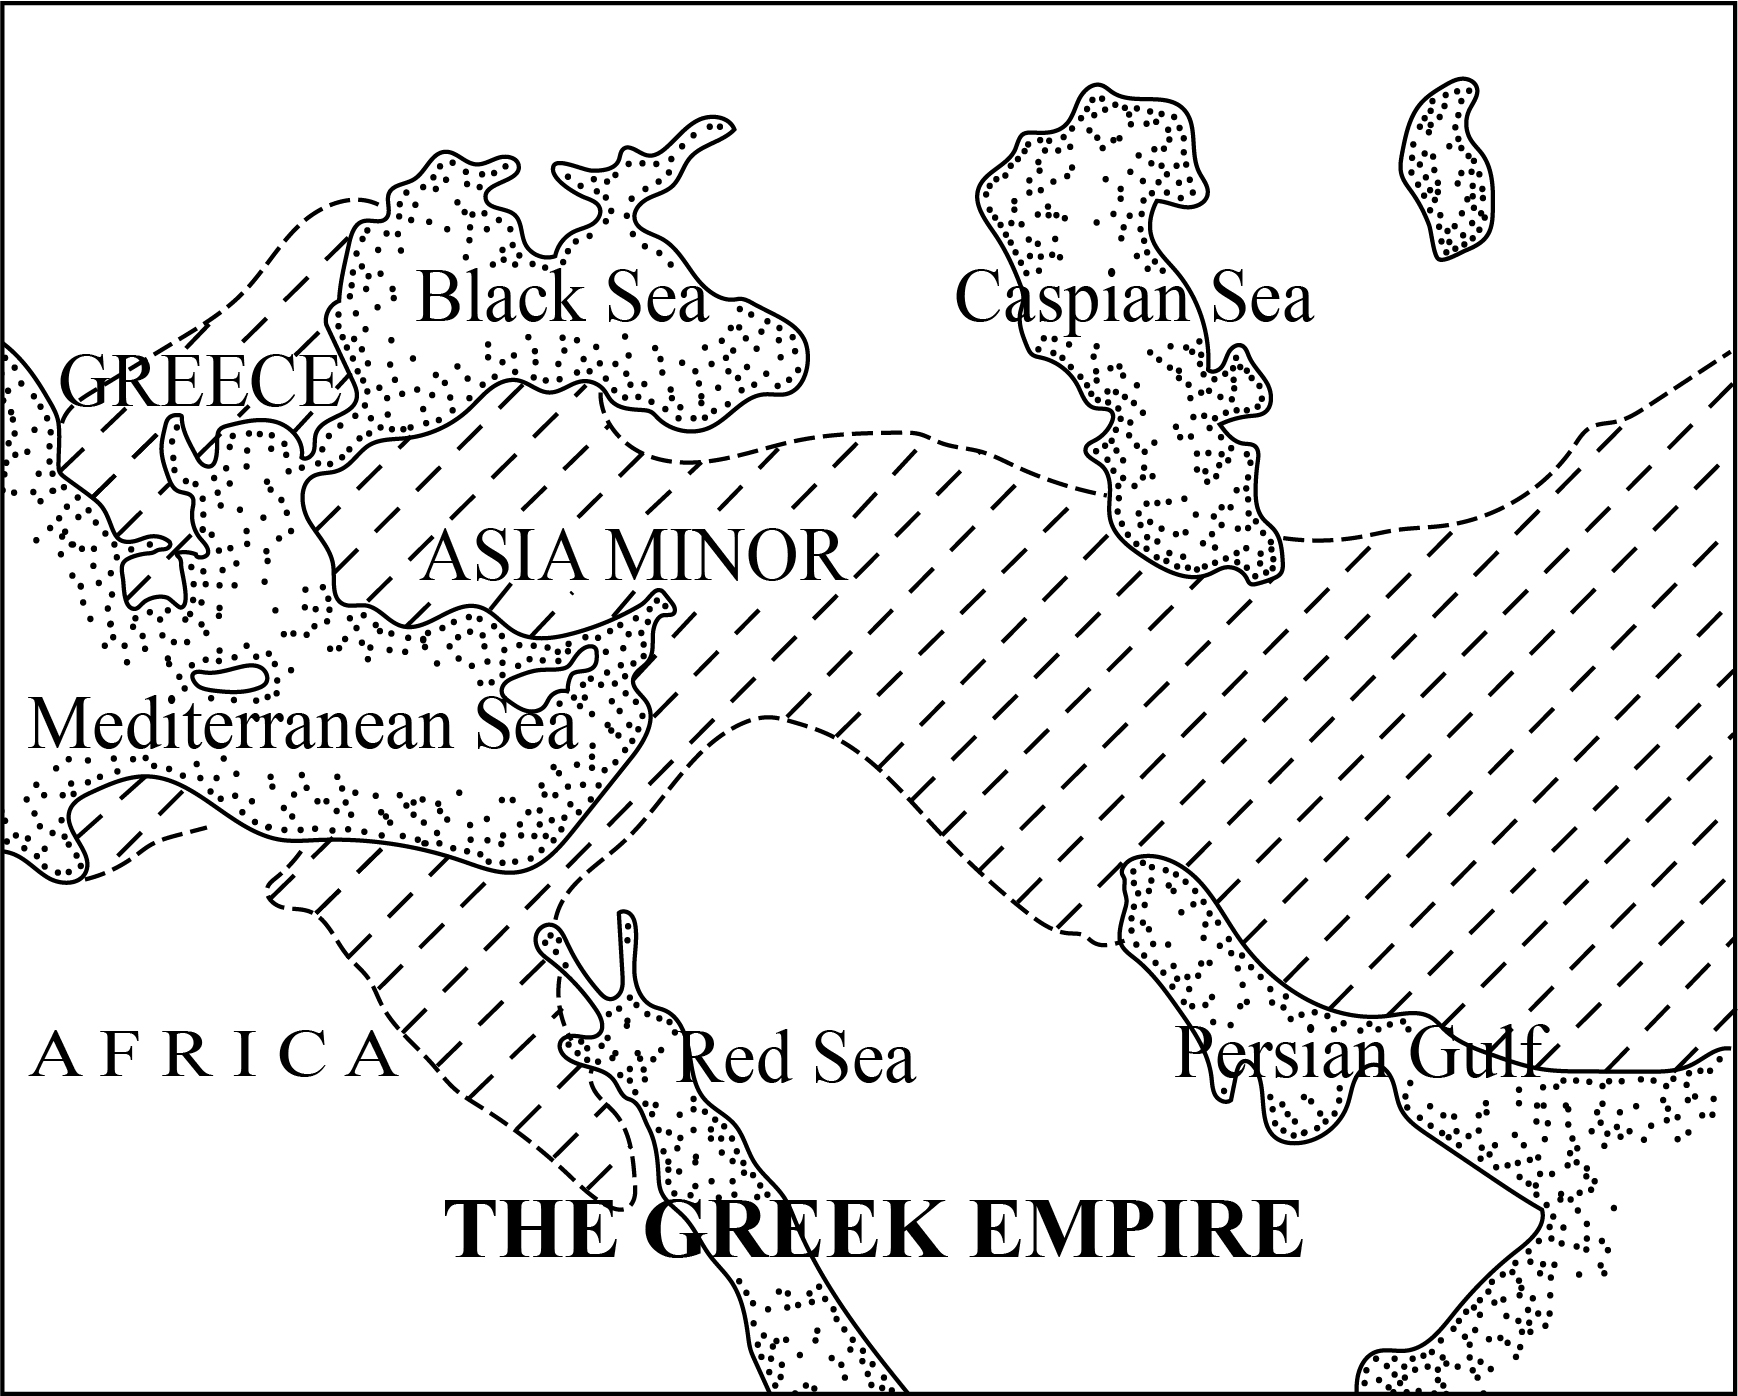 Black Sea
Caspian Sea
GREECE
ASIA MINOR
Mediterranean Sea
AFRICA
Red Sea
Persian Gulf
THE GREEK EMPIRE